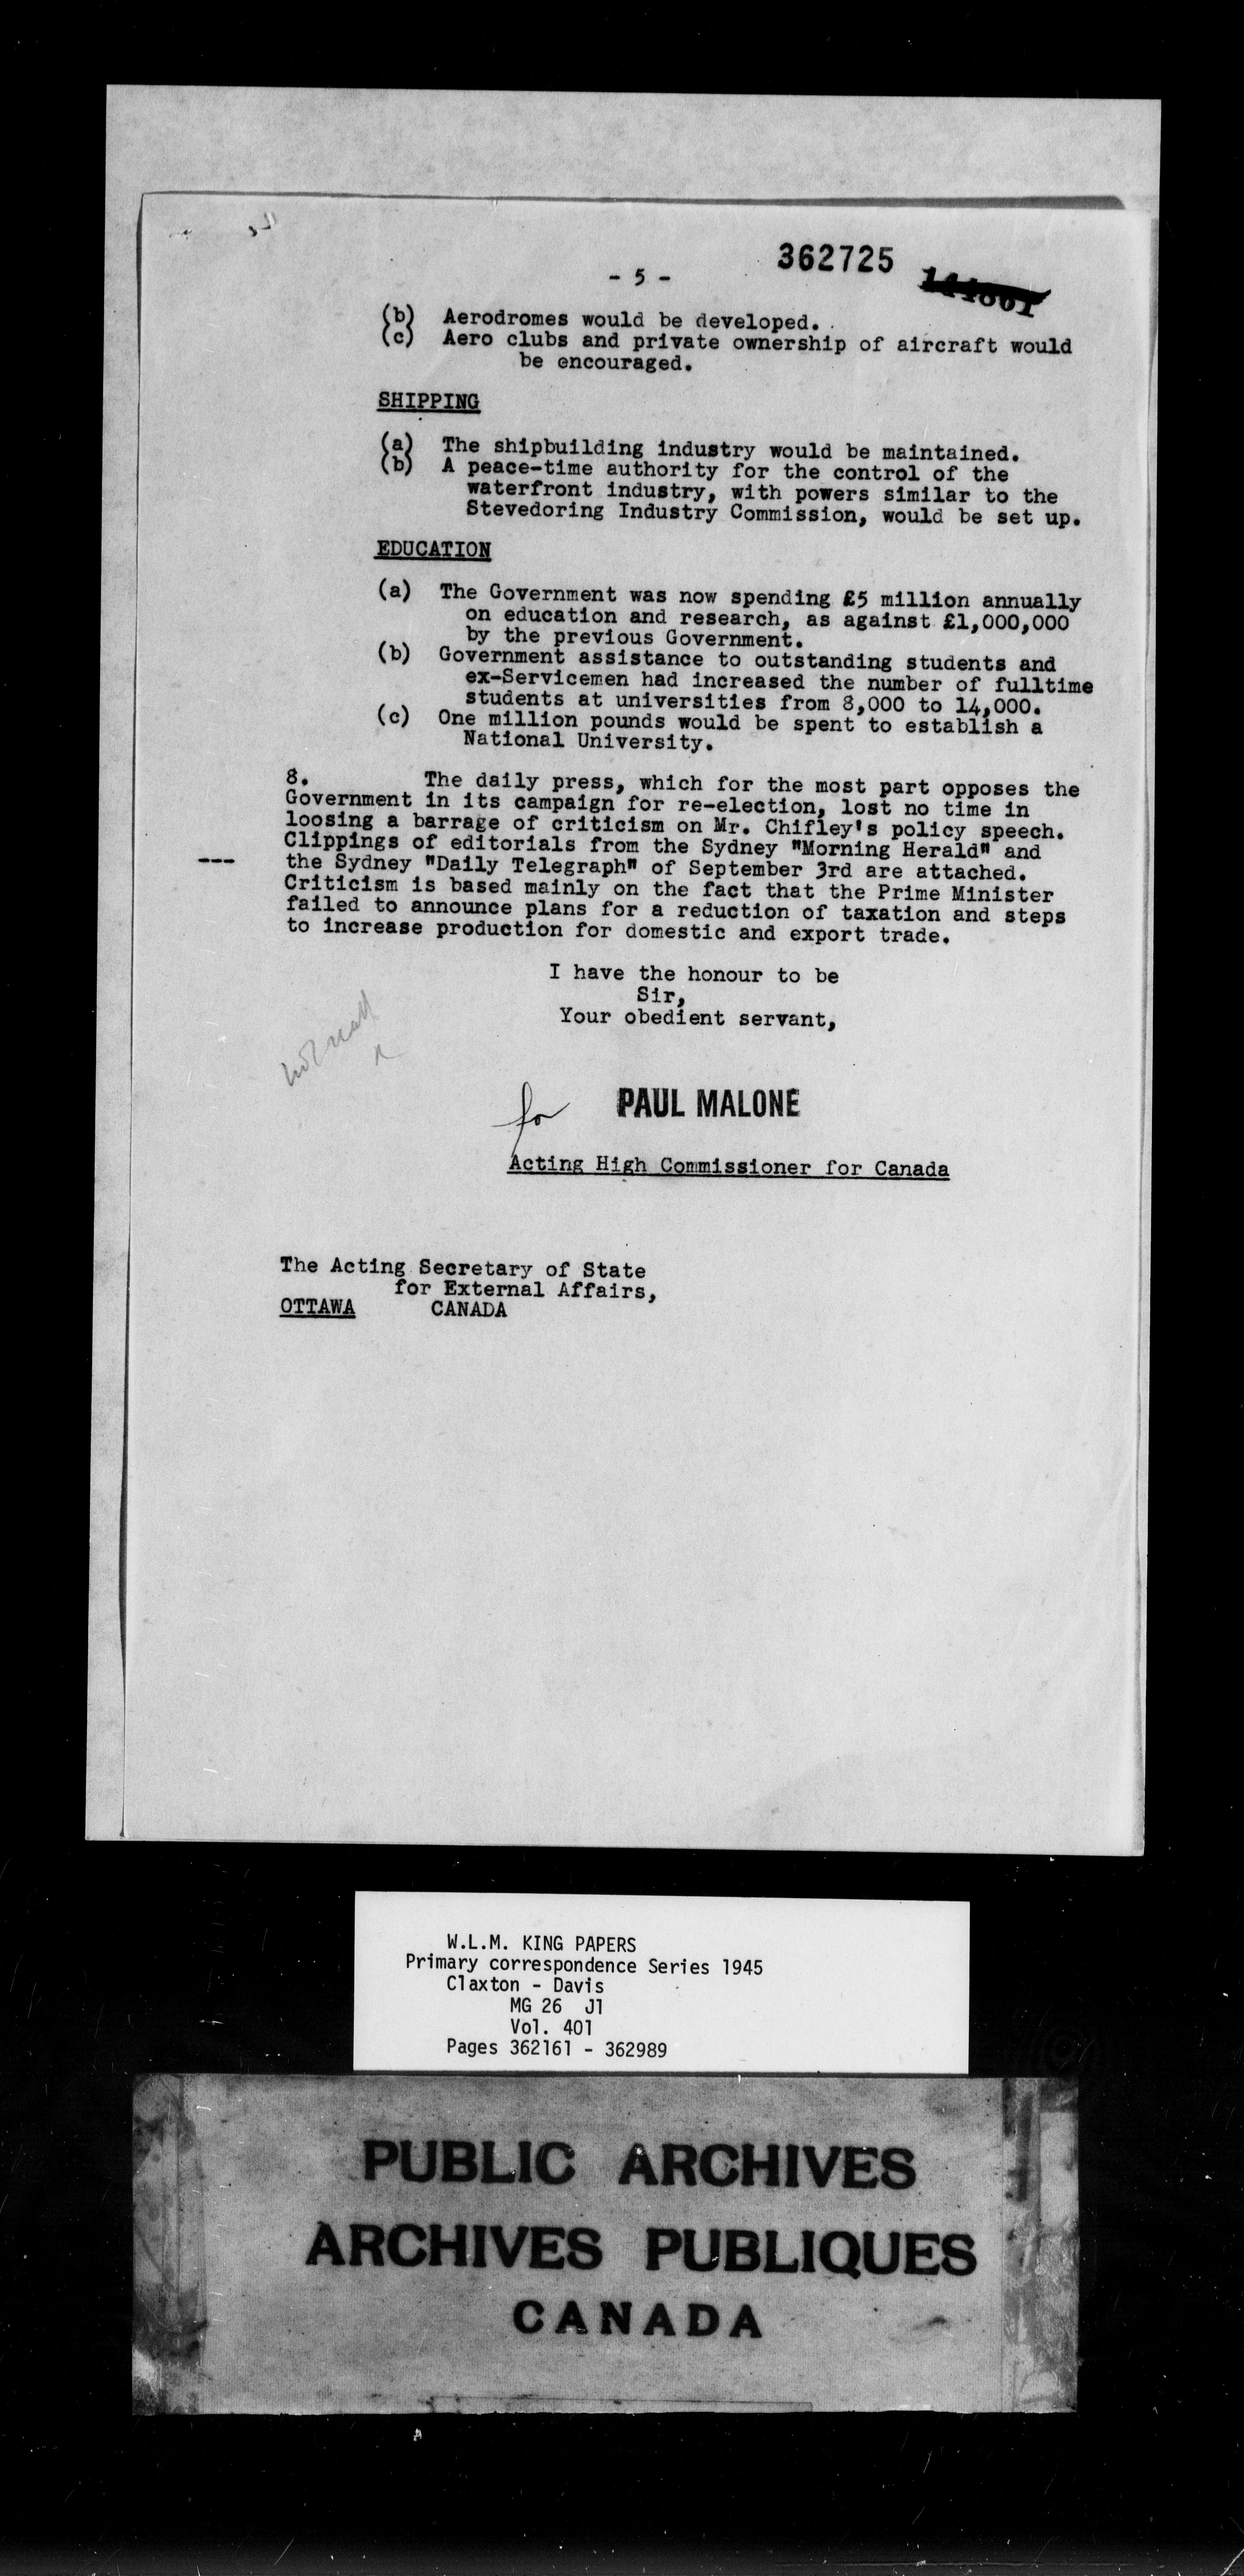 362725
- 5 -
(b) Aerodromes would be developed.
(c) Aero clubs and private ownership of aircraft would
be encouraged.
SHIPPING
(a) The shipbuilding industry would be maintained.
(b) A peace-time authority for the control of the
waterfront industry, with powers similar to the
Stevedoring Industry Commission, would be set up.
EDUCATION
(a) The Government was now spending £5 million annually
on education and research, as against £1,000,000
by the previous Government.
(b) Government assistance to outstanding students and
ex-Servicemen had increased the number of fulltime
students at universities from 8,000 to 14,000.
(c) One million pounds would be spent to establish a
National University.
8. The daily press, which for the most part opposes the
Government in its campaign for re-election, lost no time in
loosing a barrage of criticism on Mr. Chifley's policy speech.
Clippings of editorials from the Sydney "Morning Herald" and
--- the Sydney "Daily Telegraph" of September 3rd are attached.
Criticism is based mainly on the fact that the Prime Minister
failed to announce plans for a reduction of taxation and steps
to increase production for domestic and export trade.
I have the honour to be
Sir,
Your obedient servant,
for PAUL MALONE
Acting High Commissioner for Canada
The Acting Secretary of State
for External Affairs,
OTTAWA CANADA
W.L.M. KING PAPERS
Primary correspondence Series 1945
Claxton - Davis
MG 26 J1
Vol. 401
Pages 362161 - 362989
PUBLIC ARCHIVES
ARCHIVES PUBLIQUES
CANADA